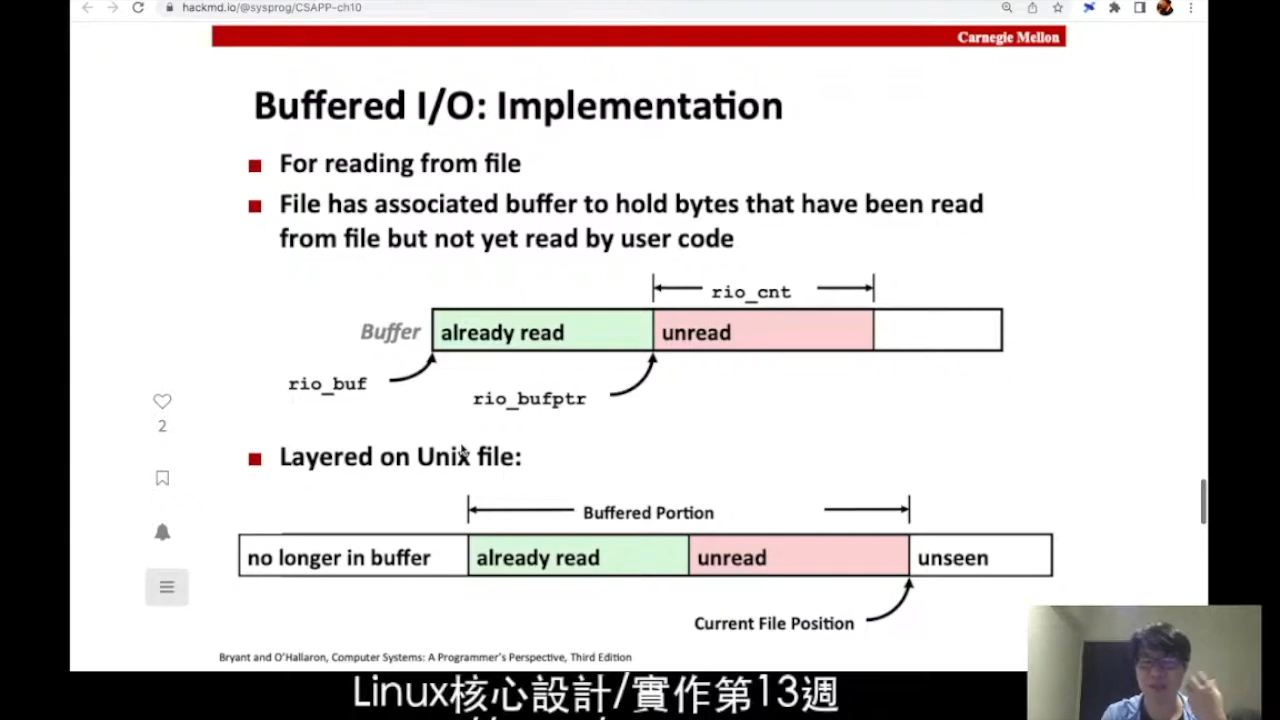 hackmd.io/@sysprog/CSAPP-ch10
Carnegie Mellon
Buffered I/O: Implementation
For reading from file
File has associated buffer to hold bytes that have been read
from file but not yet read by user code
rio_cnt
Buffer
already read
unread
rio_buf
rio_bufptr
2
Layered on Unix file:
Buffered Portion
no longer in buffer
already read
unread
unseen
Current File Position
Bryant and O'Hallaron, Computer Systems: A Programmer's Perspective, Third Edition
Linux核心設計/實作第13週